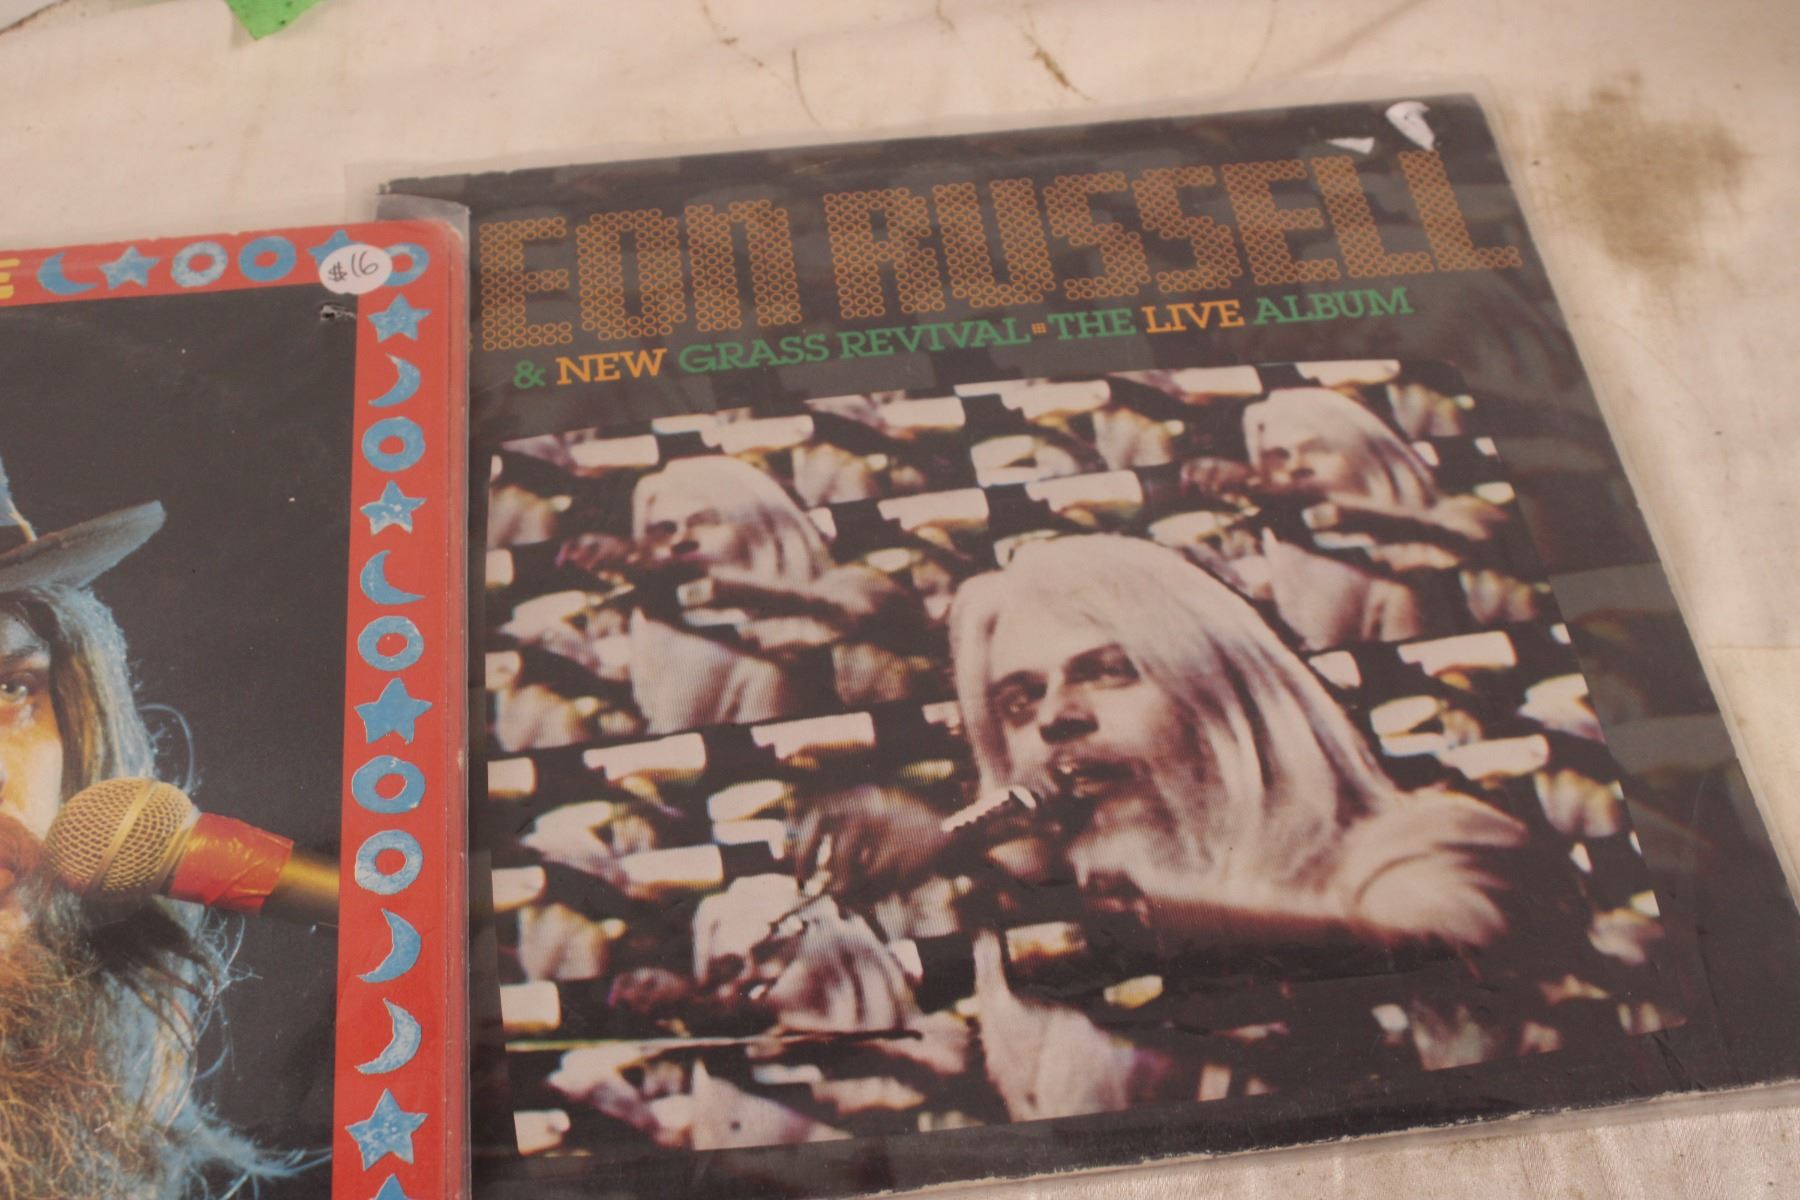 E
$16
EON RUSSELL
& NEW GRASS REVIVAL THE LIVE ALBUM